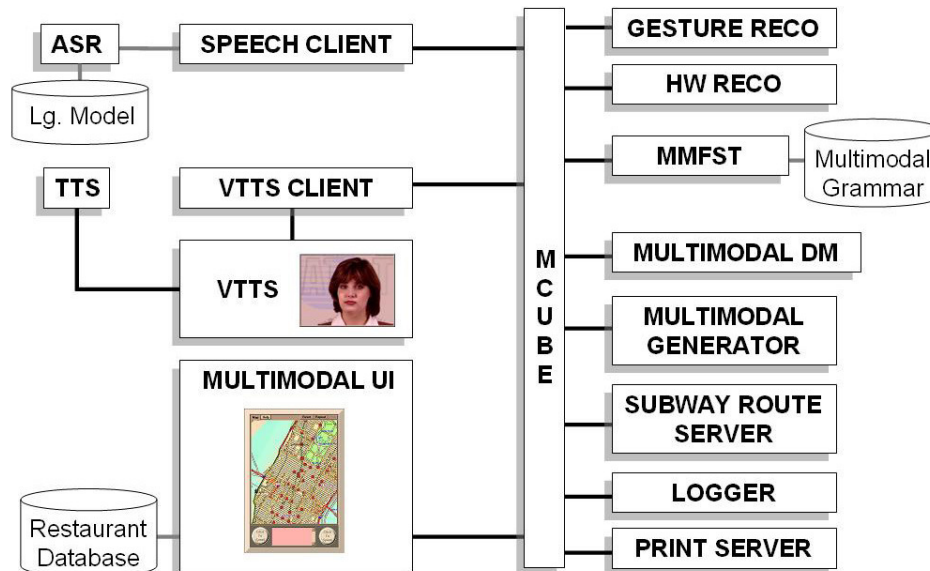 ASR
SPEECH CLIENT
Lg. Model
TTS
VTTS CLIENT
VTTS
MULTIMODAL UI
Restaurant
Database
MCUBE
GESTURE RECO
HW RECO
MMFST
Multimodal
Grammar
MULTIMODAL DM
MULTIMODAL
GENERATOR
SUBWAY ROUTE
SERVER
LOGGER
PRINT SERVER